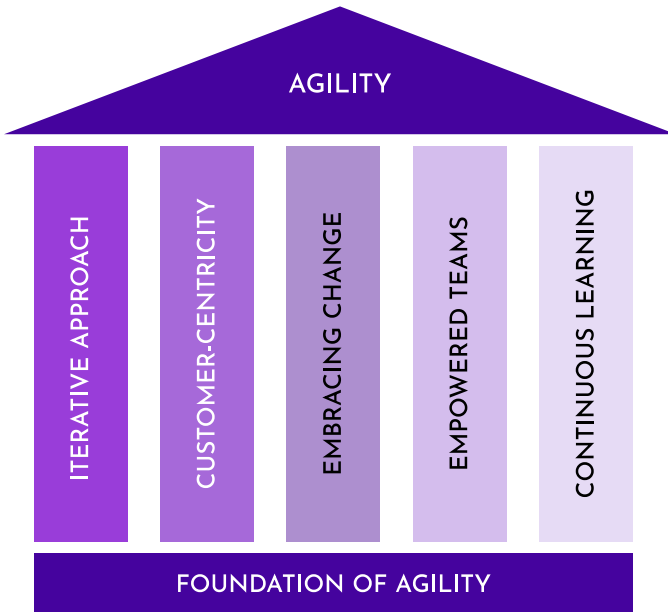 AGILITY
ITERATIVE APPROACH
CUSTOMER-CENTRICITY
EMBRACING CHANGE
EMPOWERED TEAMS
CONTINUOUS LEARNING
FOUNDATION OF AGILITY